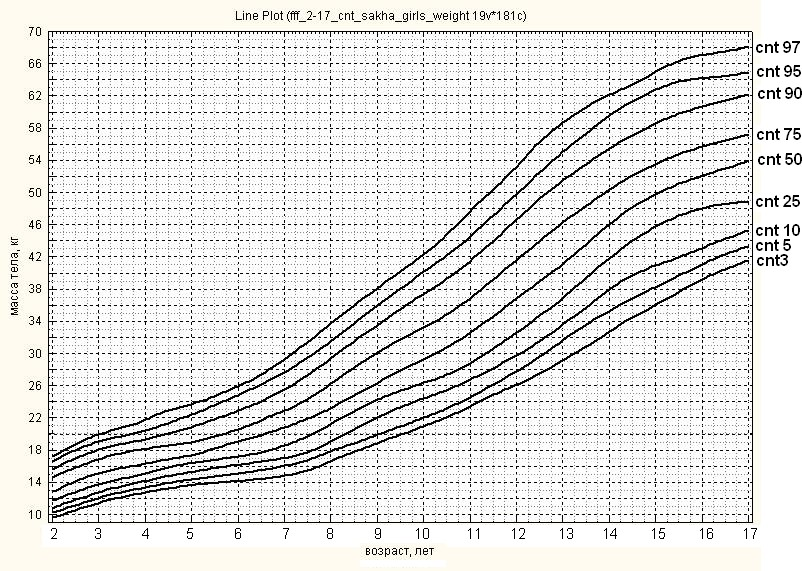 Line Plot (fff_2-17_cnt_sakha_girls_weight 19v*181c)
70
66
62
58
54
50
46
42
38
34
30
26
22
18
14
10
Масса тела, кг
cnt 97
cnt 95
cnt 90
cnt 75
cnt 50
cnt 25
cnt 10
cnt 5
cnt3
2 3 4 5 6 7 8 9 10 11 12 13 14 15 16 17
возраст, лет